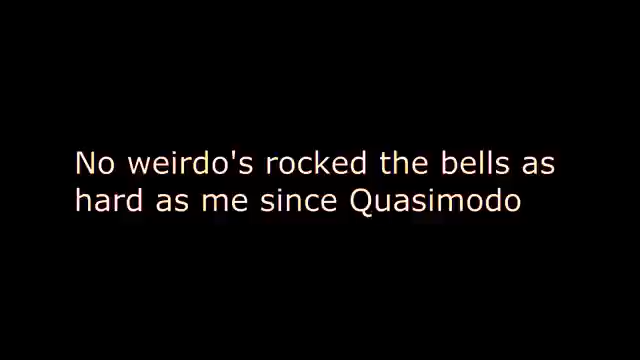 No weirdo's rocked the bells as
hard as me since Quasimodo